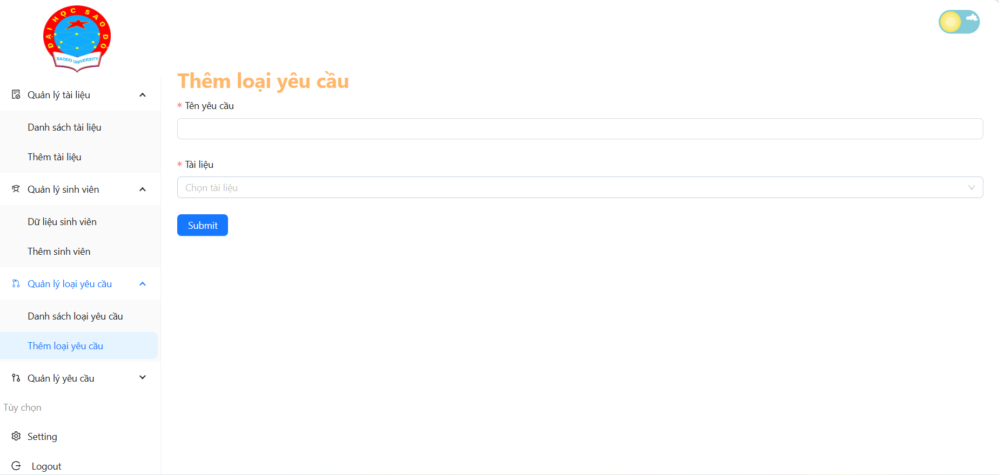 ĐẠI HỌC SAO ĐỎ
SAODO UNIVERSITY
Quản lý tài liệu
Danh sách tài liệu
Thêm tài liệu
Quản lý sinh viên
Dữ liệu sinh viên
Thêm sinh viên
Quản lý loại yêu cầu
Danh sách loại yêu cầu
Thêm loại yêu cầu
Quản lý yêu cầu
Tùy chọn
Setting
Logout
Thêm loại yêu cầu
* Tên yêu cầu
* Tài liệu
Chọn tài liệu
Submit